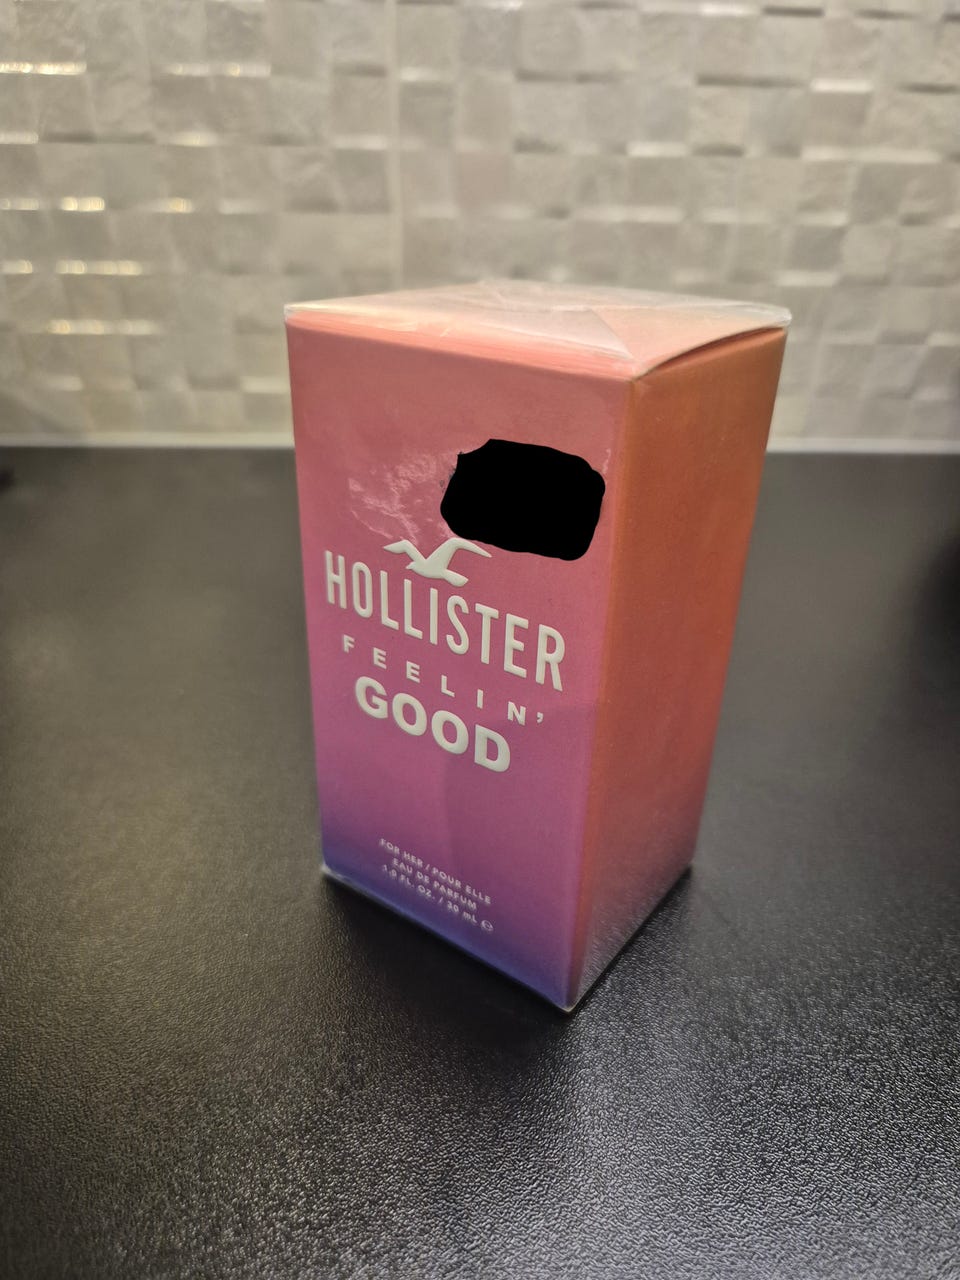 HOLLISTER
FEELIN'
GOOD
FOR HER / POUR ELLE
EAU DE PARFUM
1.0 FL. OZ. / 30 mL ℮